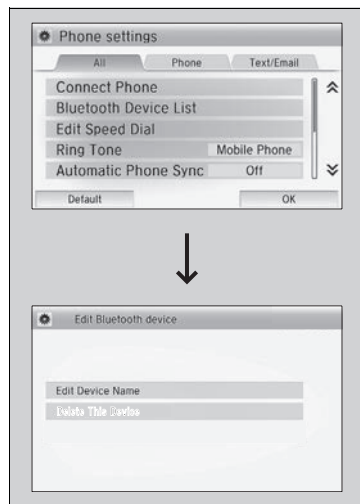 Phone settings
All Phone Text/Email
Connect Phone
Bluetooth Device List
Edit Speed Dial
Ring Tone Mobile Phone
Automatic Phone Sync Off
Default OK
Edit Bluetooth device
Edit Device Name
Delete This Device